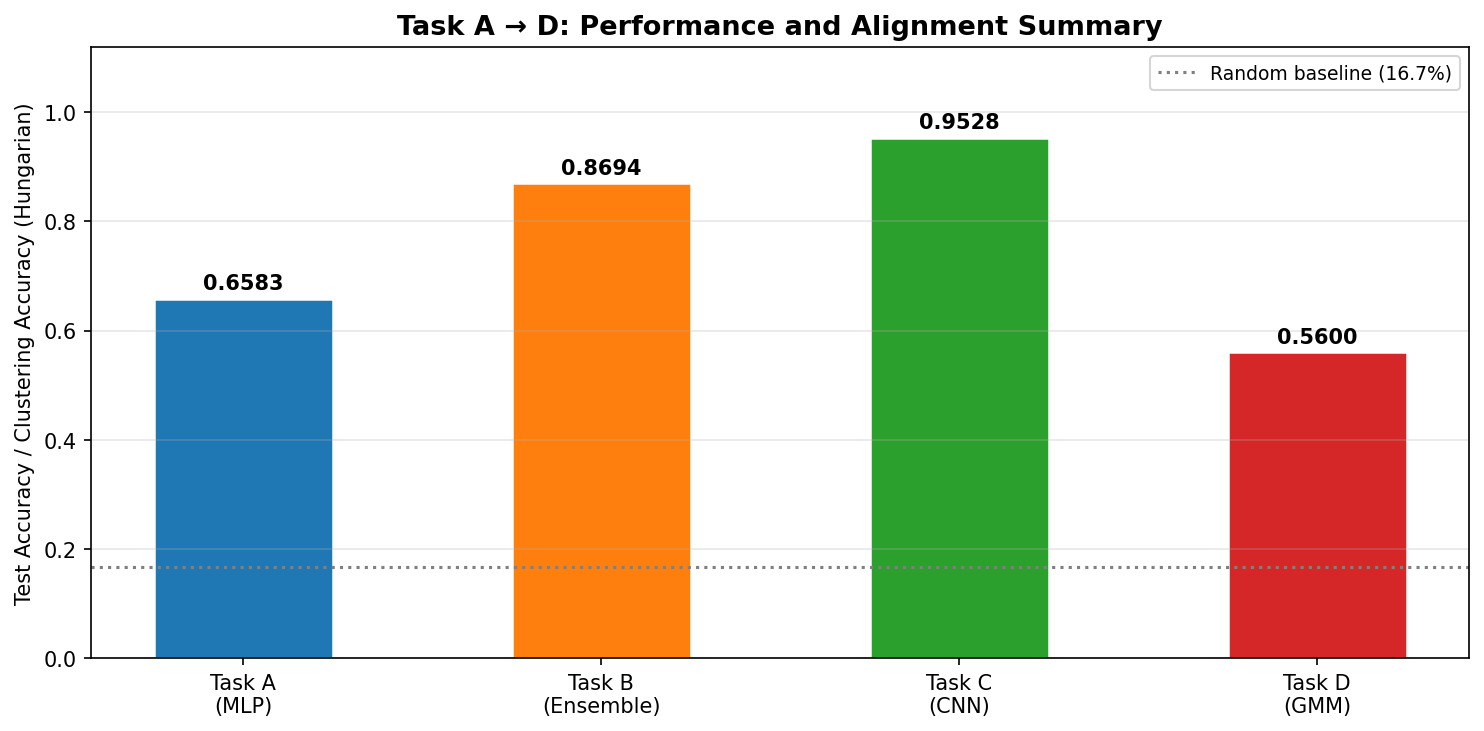 Task A → D: Performance and Alignment Summary
Random baseline (16.7%)
Test Accuracy / Clustering Accuracy (Hungarian)
1.0
0.8
0.6
0.4
0.2
0.0
0.6583
0.8694
0.9528
0.5600
Task A
(MLP)
Task B
(Ensemble)
Task C
(CNN)
Task D
(GMM)